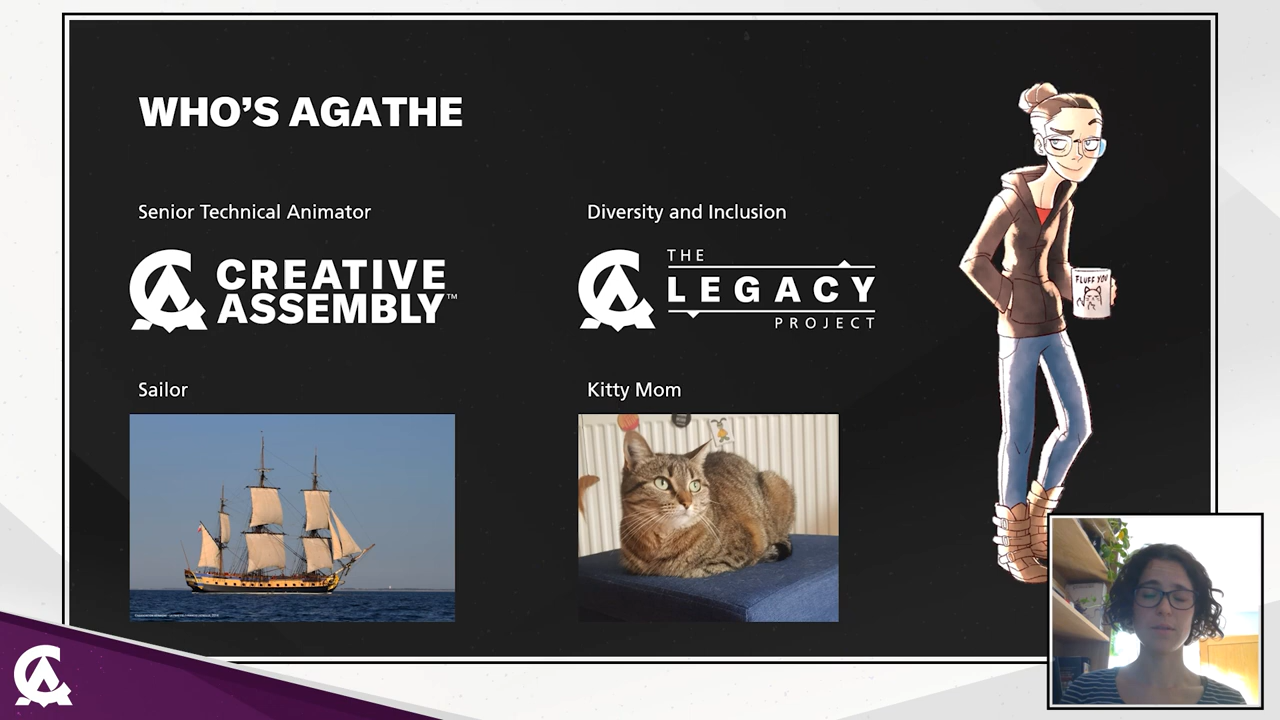 WHO'S AGATHE
Senior Technical Animator
CREATIVE
ASSEMBLY™
Diversity and Inclusion
THE
LEGACY
PROJECT
FLUFF YOU
Sailor
Kitty Mom